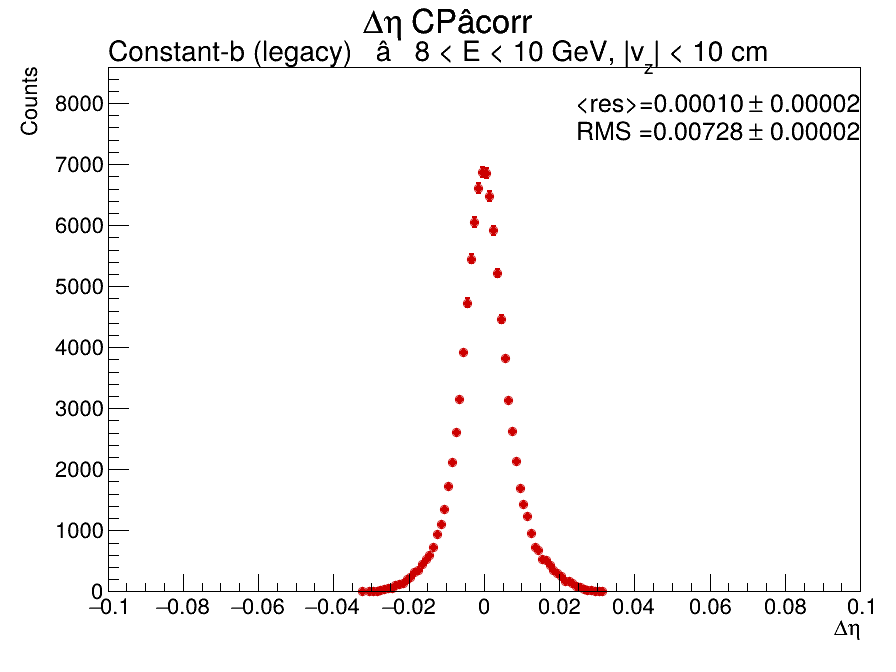 Δη CPâcorr
Constant-b (legacy) â 8 < E < 10 GeV, |v_z| < 10 cm
Counts
<res>=0.00010±0.00002
RMS =0.00728±0.00002
8000
7000
6000
5000
4000
3000
2000
1000
0
−0.1 −0.08 −0.06 −0.04 −0.02 0 0.02 0.04 0.06 0.08 0.1
Δη